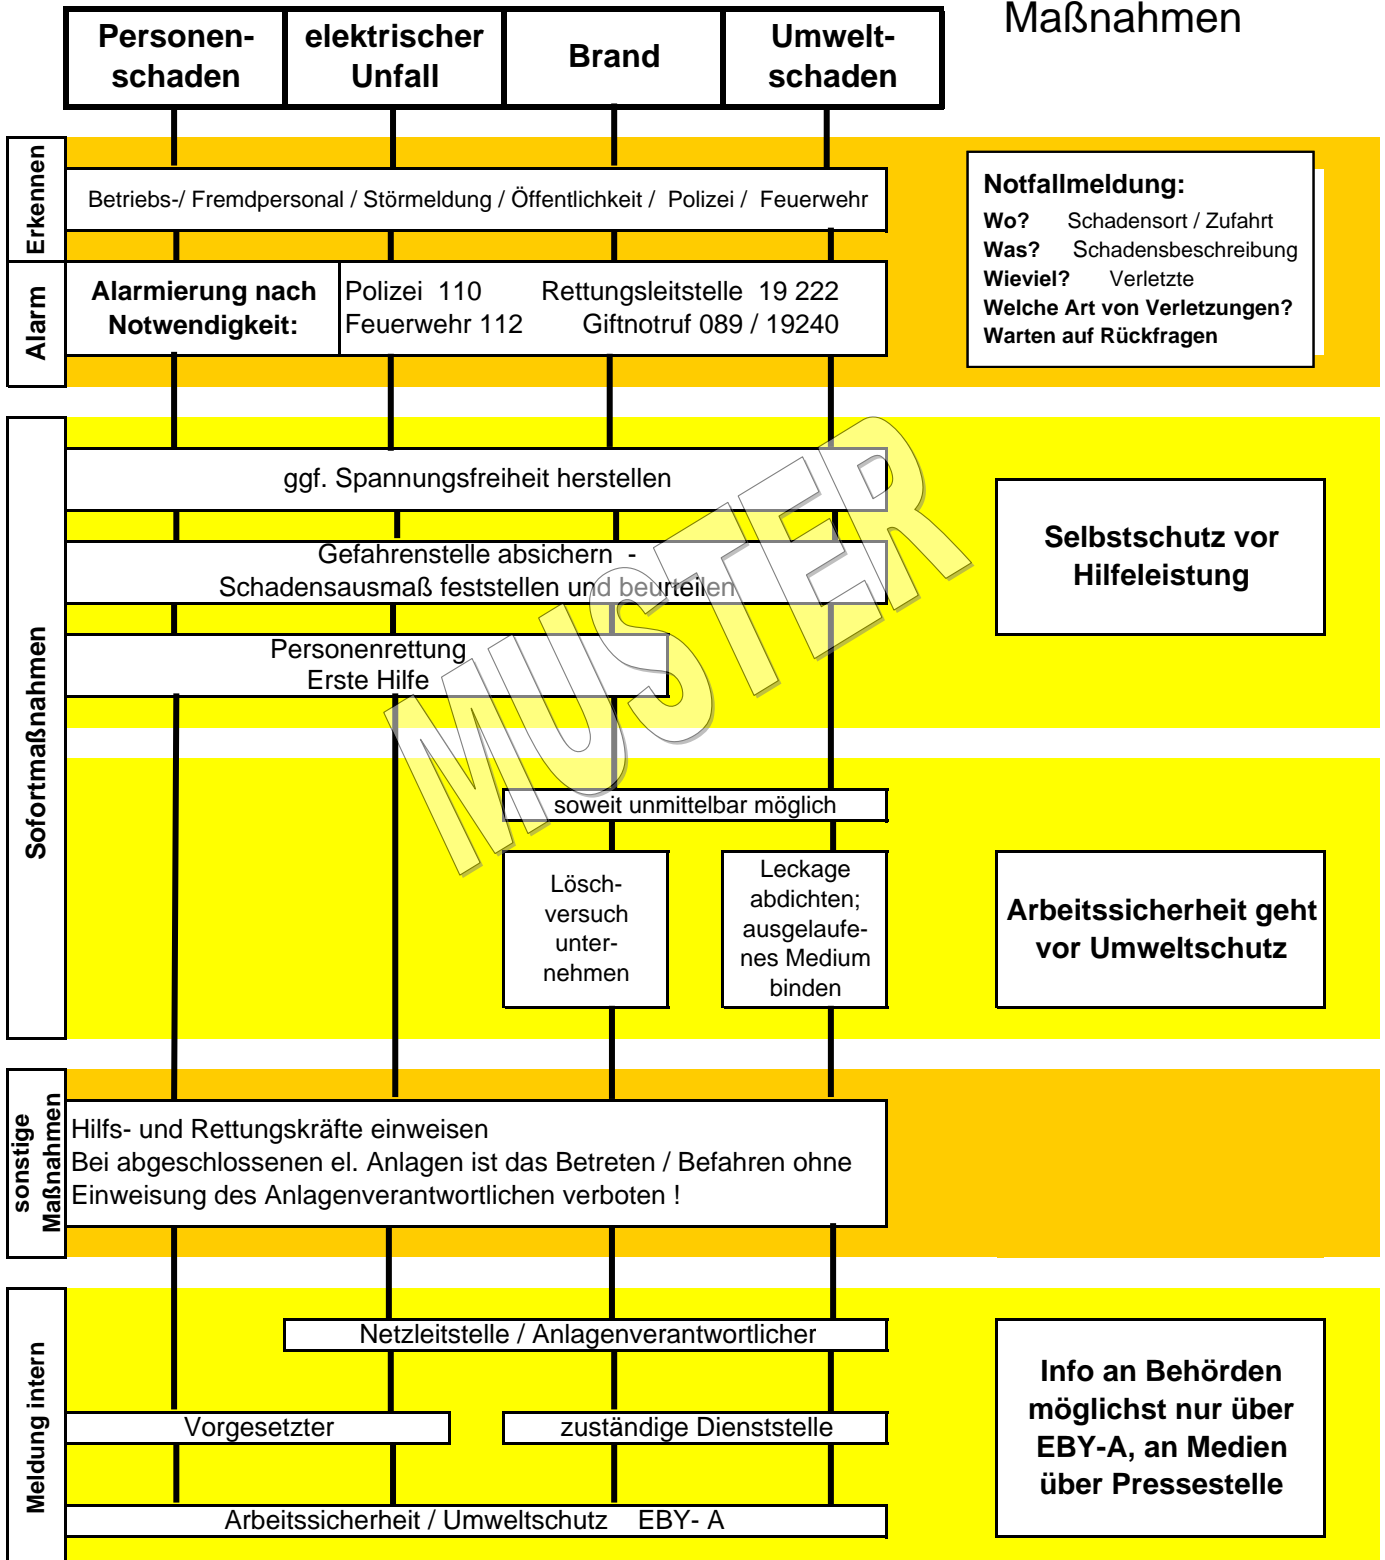 Maßnahmen
Personen-
schaden
elektrischer
Unfall
Brand
Umwelt-
schaden
Erkennen
Betriebs-/ Fremdpersonal / Störmeldung / Öffentlichkeit / Polizei / Feuerwehr
Notfallmeldung:
Wo? Schadensort / Zufahrt
Was? Schadensbeschreibung
Wieviel? Verletzte
Welche Art von Verletzungen?
Warten auf Rückfragen
Alarm
Alarmierung nach
Notwendigkeit:
Polizei 110 Rettungsleitstelle 19 222
Feuerwehr 112 Giftnotruf 089 / 19240
Sofortmaßnahmen
ggf. Spannungsfreiheit herstellen
Gefahrenstelle absichern -
Schadensausmaß feststellen und beurteilen
Personenrettung
Erste Hilfe
Selbstschutz vor
Hilfeleistung
MUSTER
soweit unmittelbar möglich
Lösch-
versuch
unter-
nehmen
Leckage
abdichten;
ausgelaufe-
nes Medium
binden
Arbeitssicherheit geht
vor Umweltschutz
sonstige
Maßnahmen
Hilfs- und Rettungskräfte einweisen
Bei abgeschlossenen el. Anlagen ist das Betreten / Befahren ohne
Einweisung des Anlagenverantwortlichen verboten !
Meldung intern
Netzleitstelle / Anlagenverantwortlicher
Vorgesetzter
zuständige Dienststelle
Arbeitssicherheit / Umweltschutz EBY- A
Info an Behörden
möglichst nur über
EBY-A, an Medien
über Pressestelle